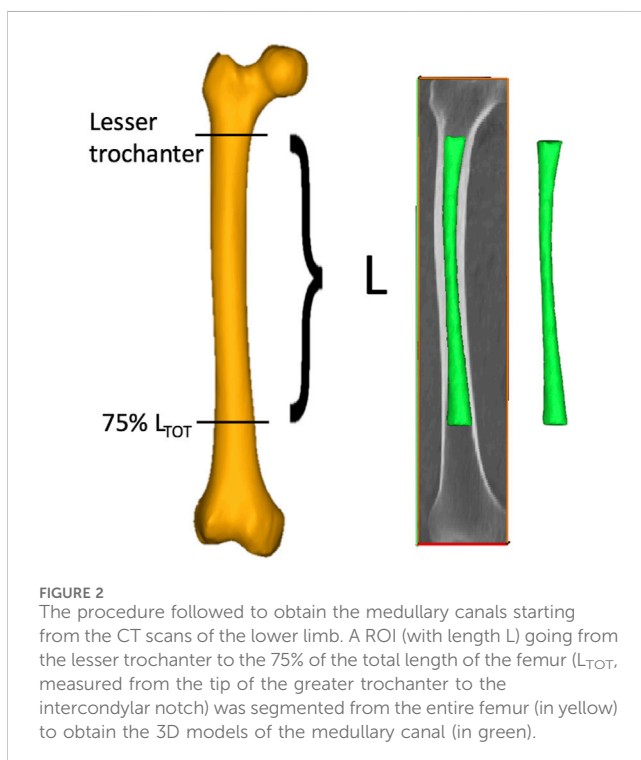 Lesser
trochanter
L
75% LTOT
FIGURE 2
The procedure followed to obtain the medullary canals starting
from the CT scans of the lower limb. A ROI (with length L) going from
the lesser trochanter to the 75% of the total length of the femur (LTOT,
measured from the tip of the greater trochanter to the
intercondylar notch) was segmented from the entire femur (in yellow)
to obtain the 3D models of the medullary canal (in green).